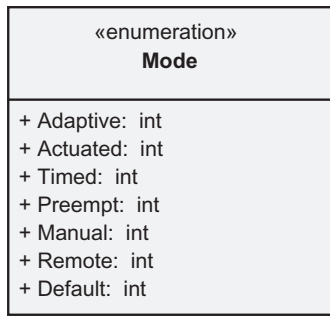 «enumeration»
Mode
+ Adaptive: int
+ Actuated: int
+ Timed: int
+ Preempt: int
+ Manual: int
+ Remote: int
+ Default: int